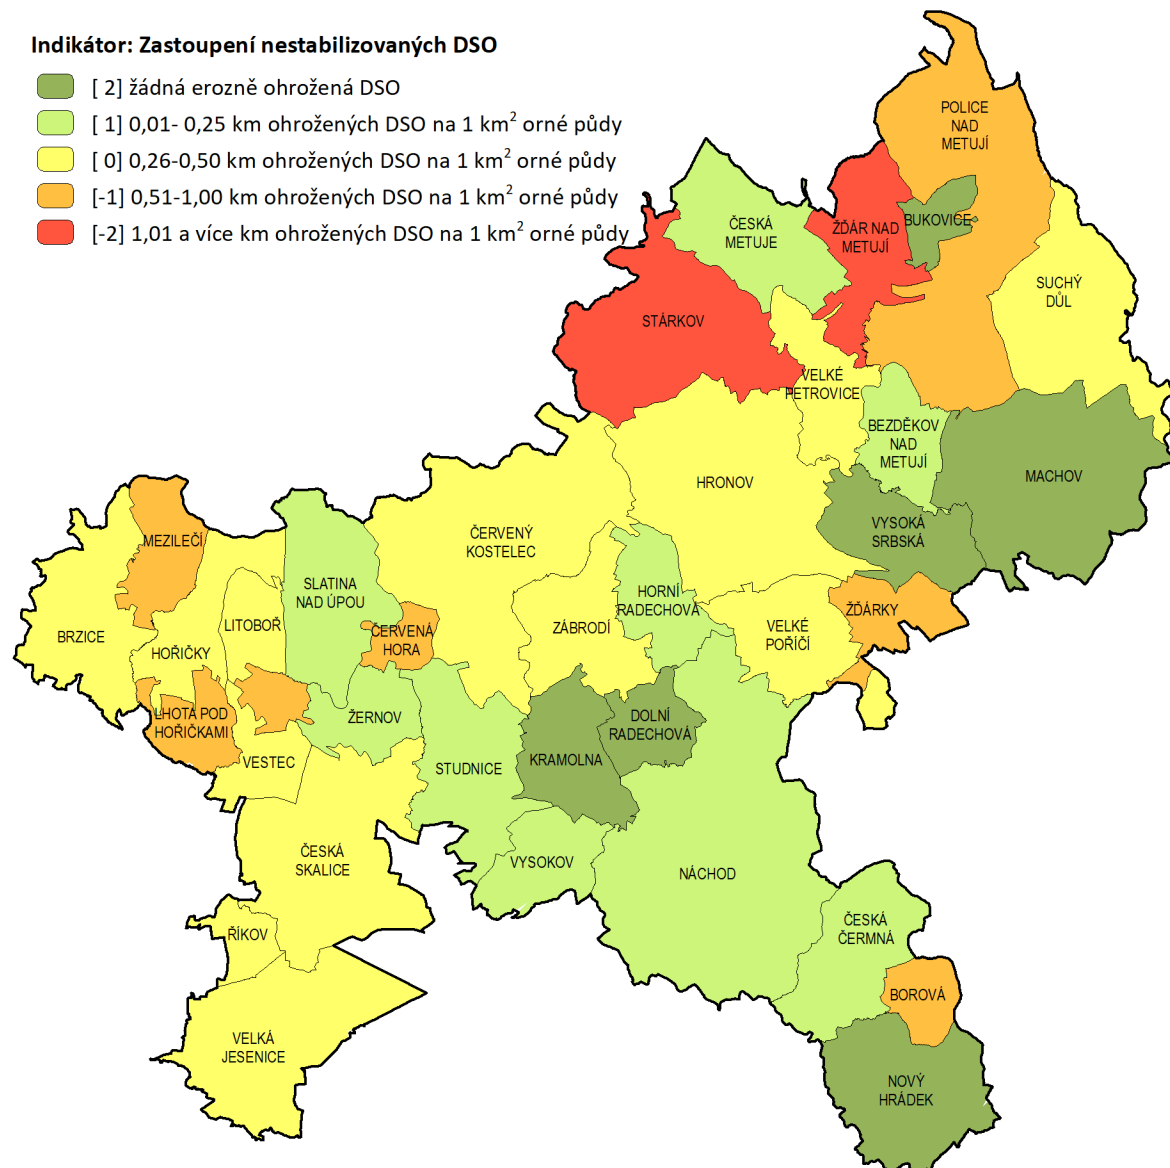 Indikátor: Zastoupení nestabilizovaných DSO
[ 2] žádná erozně ohrožená DSO
[ 1] 0,01- 0,25 km ohrožených DSO na 1 km² orné půdy
[ 0] 0,26-0,50 km ohrožených DSO na 1 km² orné půdy
[-1] 0,51-1,00 km ohrožených DSO na 1 km² orné půdy
[-2] 1,01 a více km ohrožených DSO na 1 km² orné půdy
POLICE
NAD
METUJÍ
BUKOVICE
ČESKÁ
METUJE
ŽĎÁR NAD
METUJÍ
SUCHÝ
DŮL
STÁRKOV
VELKÉ
PETROVICE
BEZDĚKOV
NAD
METUJÍ
MACHOV
HRONOV
VYSOKÁ
SRBSKÁ
ČERVENÝ
KOSTELEC
MEZILEČÍ
SLATINA
NAD ÚPOU
HORNÍ
RADECHOVÁ
ŽĎÁRKY
BRZICE
LITOBOŘ
ČERVENÁ
HORA
ZÁBRODÍ
VELKÉ
POŘÍČÍ
HOŘIČKY
LHOTA POD
HOŘIČKAMI
ŽERNOV
DOLNÍ
RADECHOVÁ
VESTEC
STUDNICE
KRAMOLNA
ČESKÁ
SKALICE
VYSOKOV
NÁCHOD
ŘÍKOV
ČESKÁ
ČERMNÁ
BOROVÁ
VELKÁ
JESENICE
NOVÝ
HRÁDEK